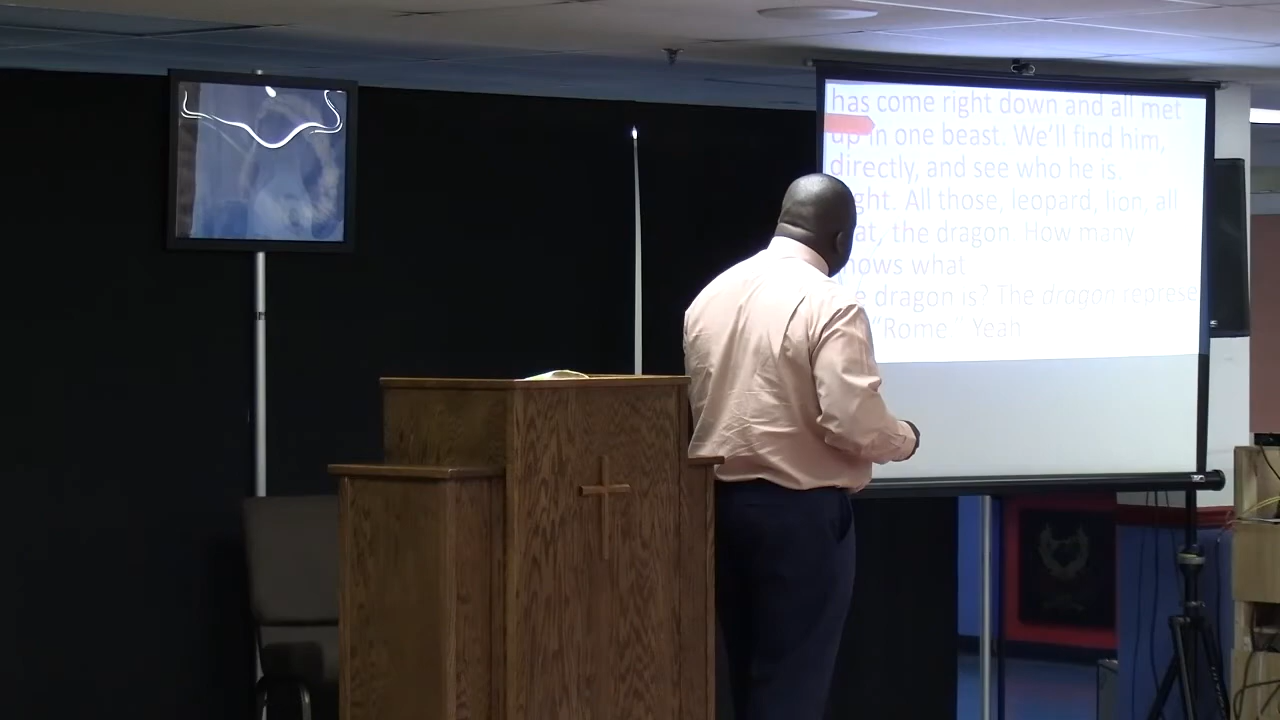 has come right down and all met
up in one beast. We'll find him,
directly, and see who he is.
ght. All those, leopard, lion, all
at, the dragon. How many
nows what
e dragon is? The dragon represe
"Rome." Yeah